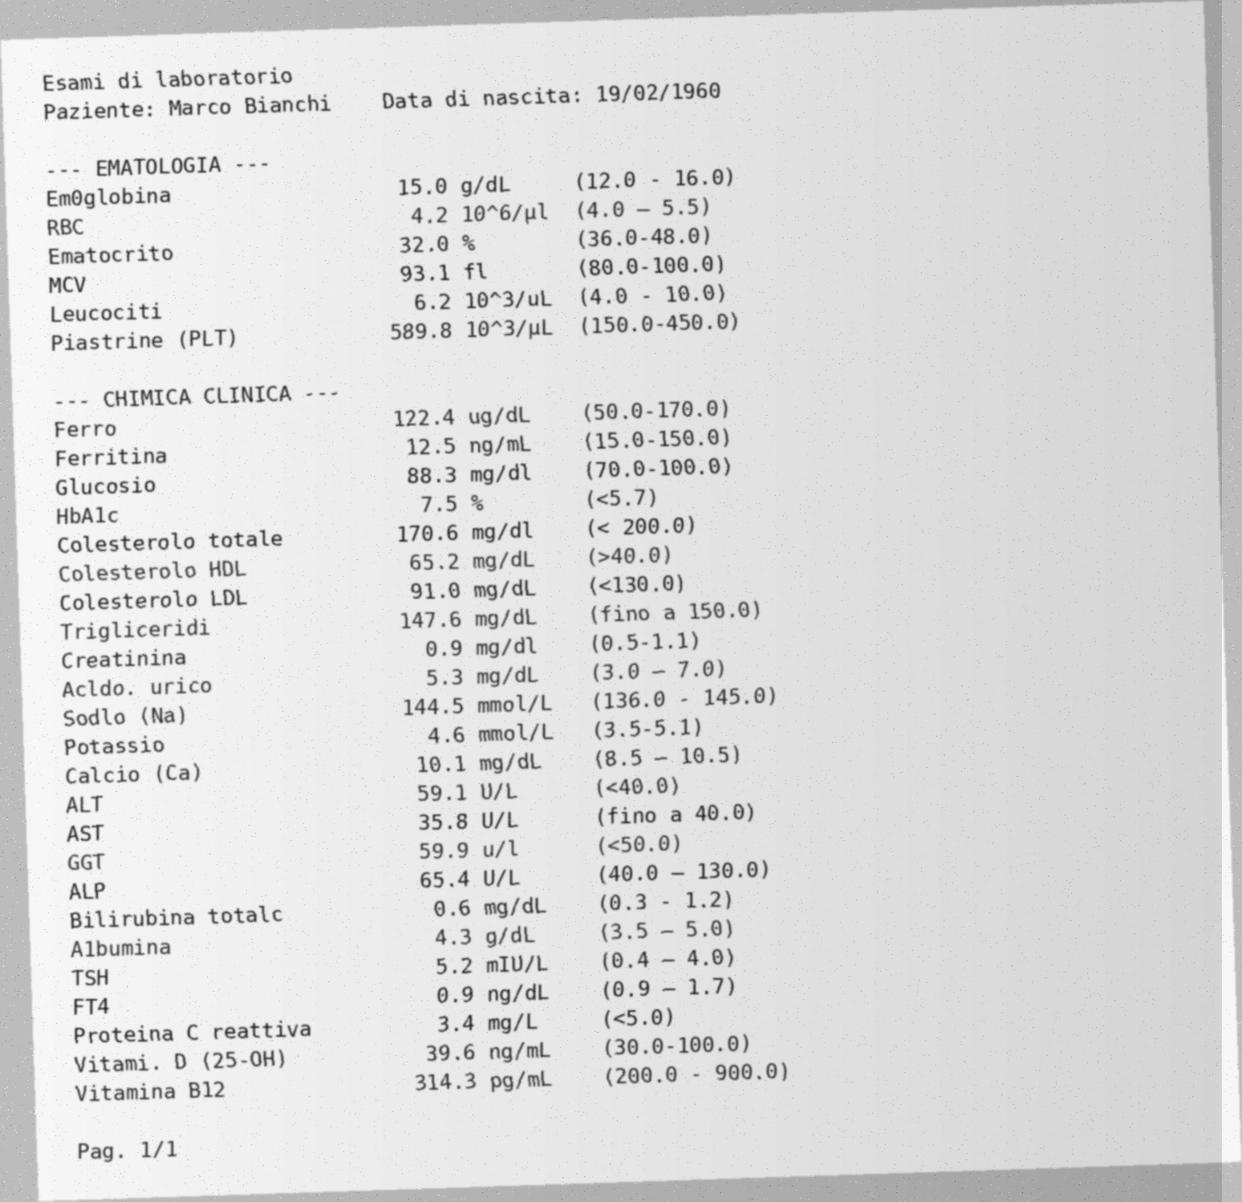 Esami di laboratorio
Paziente: Marco Bianchi    Data di nascita: 19/02/1960
--- EMATOLOGIA ---
Em0globina 15.0 g/dL (12.0 - 16.0)
RBC 4.2 10^6/µl (4.0 – 5.5)
Ematocrito 32.0 % (36.0-48.0)
MCV 93.1 fl (80.0-100.0)
Leucociti 6.2 10^3/uL (4.0 - 10.0)
Piastrine (PLT) 589.8 10^3/µL (150.0-450.0)
--- CHIMICA CLINICA ---
Ferro 122.4 ug/dL (50.0-170.0)
Ferritina 12.5 ng/mL (15.0-150.0)
Glucosio 88.3 mg/dl (70.0-100.0)
HbA1c 7.5 % (<5.7)
Colesterolo totale 170.6 mg/dl (< 200.0)
Colesterolo HDL 65.2 mg/dL (>40.0)
Colesterolo LDL 91.0 mg/dL (<130.0)
Trigliceridi 147.6 mg/dL (fino a 150.0)
Creatinina 0.9 mg/dl (0.5-1.1)
Acldo. urico 5.3 mg/dL (3.0 – 7.0)
Sodlo (Na) 144.5 mmol/L (136.0 - 145.0)
Potassio 4.6 mmol/L (3.5-5.1)
Calcio (Ca) 10.1 mg/dL (8.5 – 10.5)
ALT 59.1 U/L (<40.0)
AST 35.8 U/L (fino a 40.0)
GGT 59.9 u/l (<50.0)
ALP 65.4 U/L (40.0 – 130.0)
Bilirubina totalc 0.6 mg/dL (0.3 - 1.2)
A1bumina 4.3 g/dL (3.5 – 5.0)
TSH 5.2 mIU/L (0.4 – 4.0)
FT4 0.9 ng/dL (0.9 – 1.7)
Proteina C reattiva 3.4 mg/L (<5.0)
Vitami. D (25-OH) 39.6 ng/mL (30.0-100.0)
Vitamina B12 314.3 pg/mL (200.0 - 900.0)
Pag. 1/1